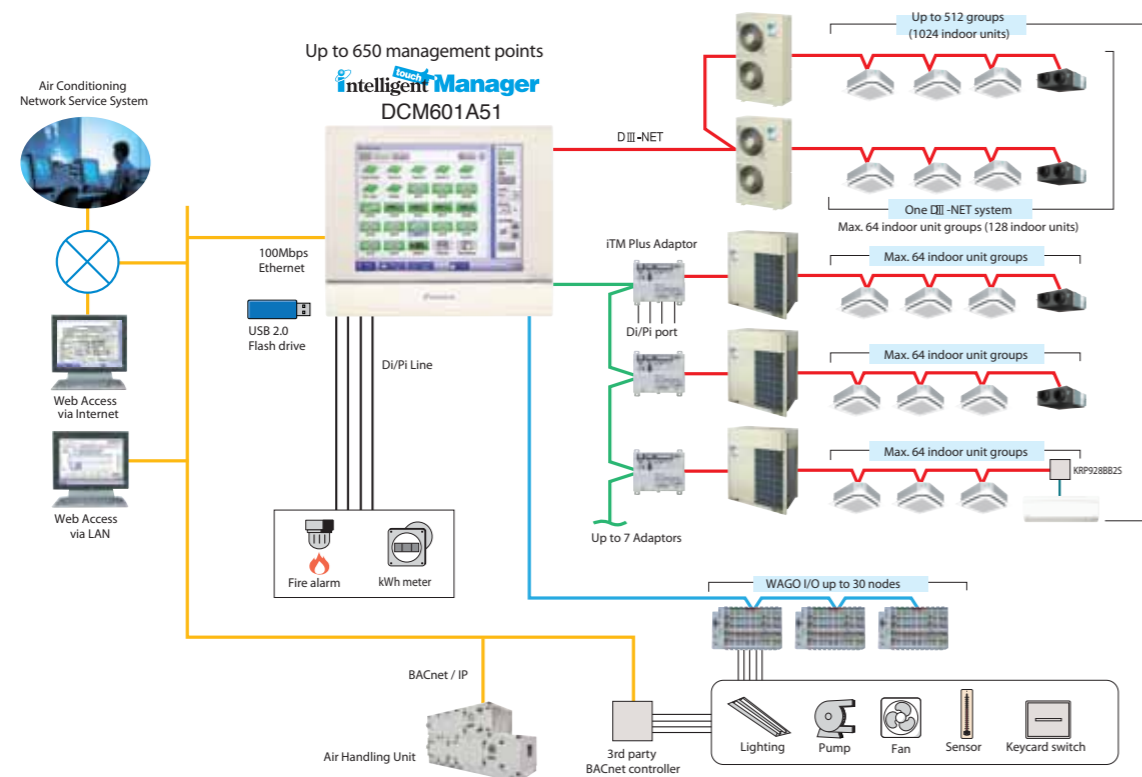 Up to 650 management points
intelligent touch Manager
DCM601A51
Air Conditioning
Network Service System
100Mbps
Ethernet
USB 2.0
Flash drive
Web Access
via Internet
Web Access
via LAN
Di/Pi Line
Fire alarm
kWh meter
DIII-NET
Up to 512 groups
(1024 indoor units)
One DIII-NET system
Max. 64 indoor unit groups (128 indoor units)
iTM Plus Adaptor
Di/Pi port
Max. 64 indoor unit groups
Max. 64 indoor unit groups
Max. 64 indoor unit groups
KRP928BB2S
Up to 7 Adaptors
WAGO I/O up to 30 nodes
BACnet / IP
Air Handling Unit
3rd party
BACnet controller
Lighting
Pump
Fan
Sensor
Keycard switch